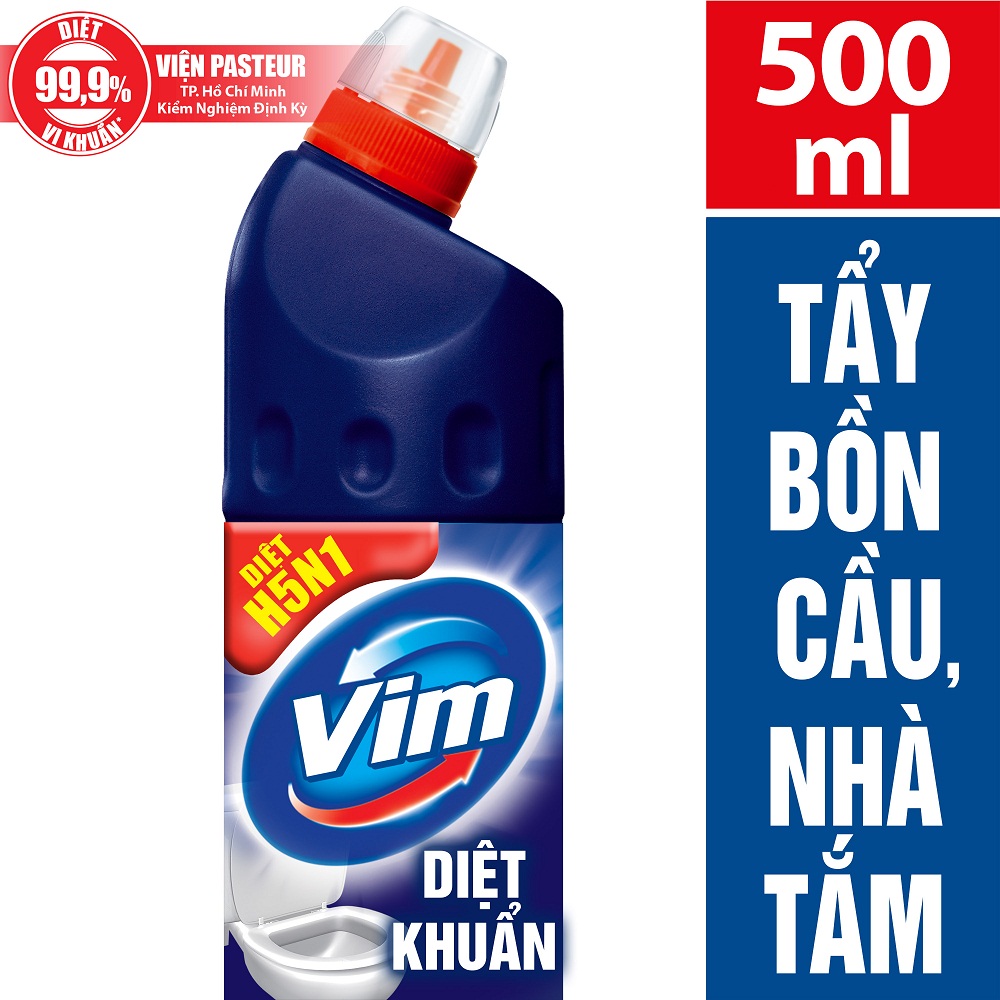 DIỆT
99,9%
VI KHUẨN*
VIỆN PASTEUR
TP. Hồ Chí Minh
Kiểm Nghiệm Định Kỳ
500
ml
TẨY
BỒN
CẦU,
NHÀ
TẮM
DIỆT
H5N1
Vim
DIỆT
KHUẨN